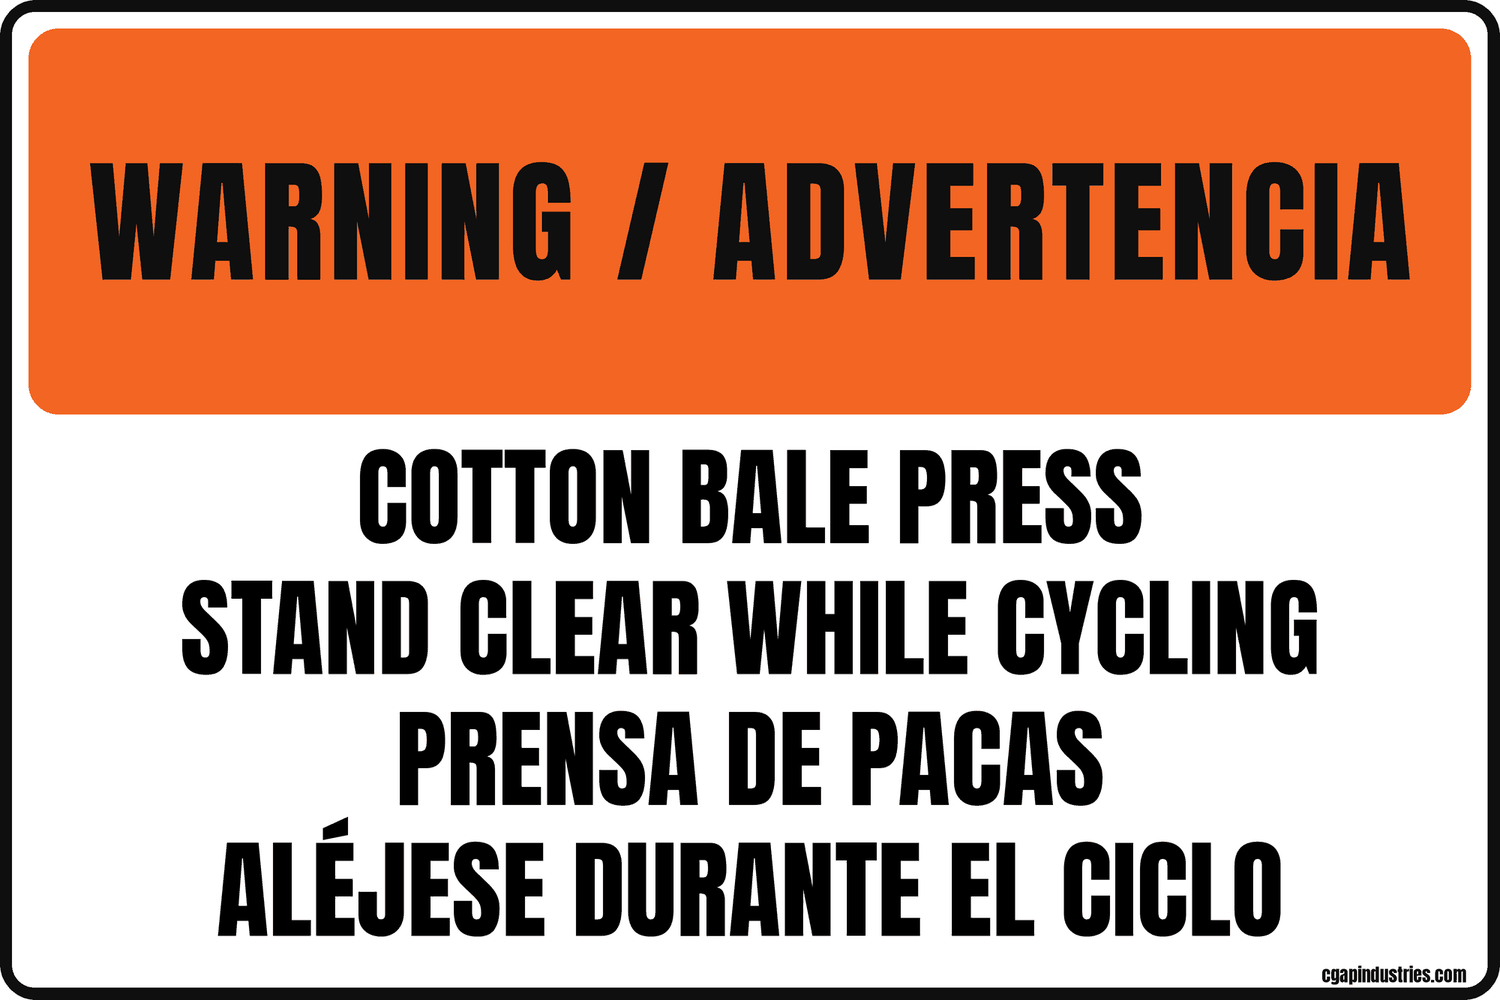 WARNING / ADVERTENCIA
COTTON BALE PRESS
STAND CLEAR WHILE CYCLING
PRENSA DE PACAS
ALÉJESE DURANTE EL CICLO
cgapindustries.com